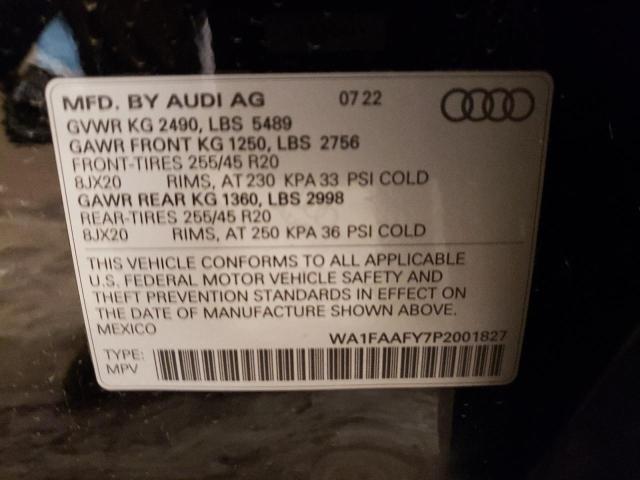 MFD. BY AUDI AG 07 22
GVWR KG 2490, LBS 5489
GAWR FRONT KG 1250, LBS 2756
FRONT-TIRES 255/45 R20
8JX20 RIMS, AT 230 KPA 33 PSI COLD
GAWR REAR KG 1360, LBS 2998
REAR-TIRES 255/45 R20
8JX20 RIMS, AT 250 KPA 36 PSI COLD
THIS VEHICLE CONFORMS TO ALL APPLICABLE
U.S. FEDERAL MOTOR VEHICLE SAFETY AND
THEFT PREVENTION STANDARDS IN EFFECT ON
THE DATE OF MANUFACTURE SHOWN ABOVE.
MEXICO
WA1FAAFY7P2001827
TYPE:
MPV